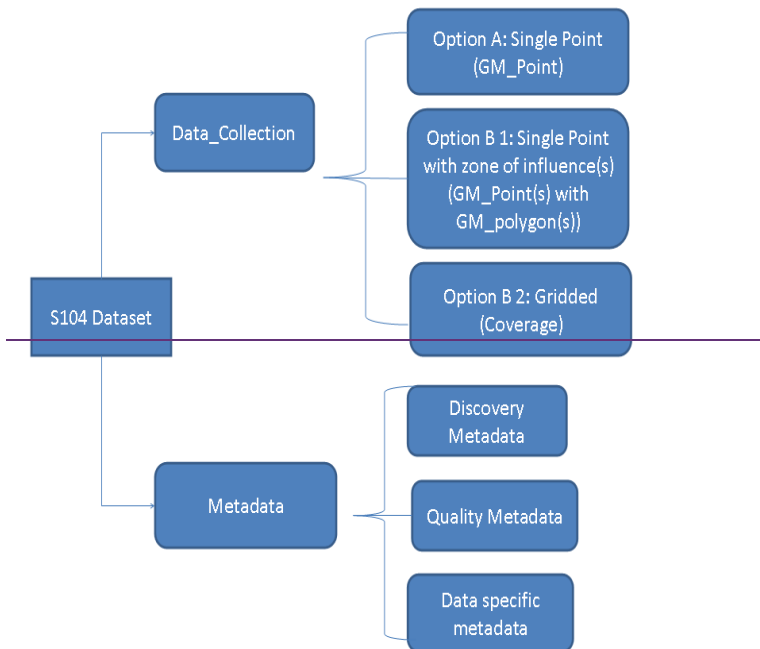 Option A: Single Point
(GM_Point)
Data_Collection
Option B 1: Single Point
with zone of influence(s)
(GM_Point(s) with
GM_polygon(s))
Option B 2: Gridded
(Coverage)
S104 Dataset
Discovery
Metadata
Metadata
Quality Metadata
Data specific
metadata